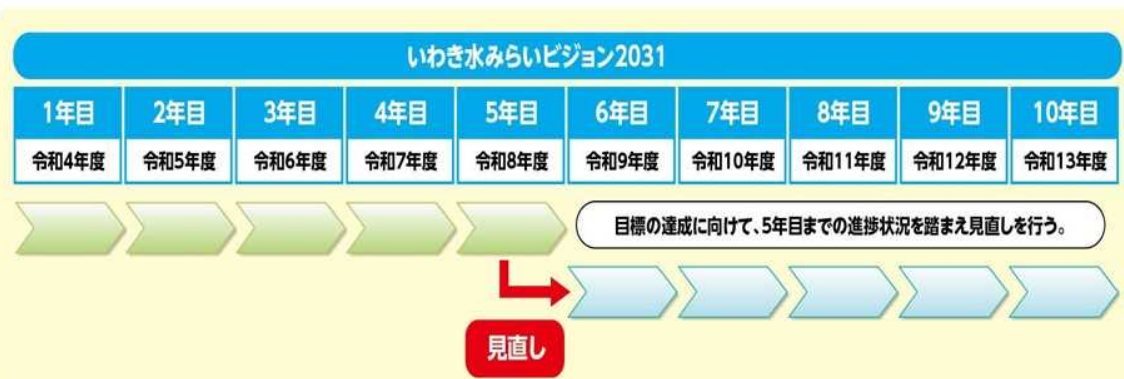 いわき水みらいビジョン2031
1年目 2年目 3年目 4年目 5年目 6年目 7年目 8年目 9年目 10年目
令和4年度 令和5年度 令和6年度 令和7年度 令和8年度 令和9年度 令和10年度 令和11年度 令和12年度 令和13年度
目標の達成に向けて、5年目までの進捗状況を踏まえ見直しを行う。
見直し